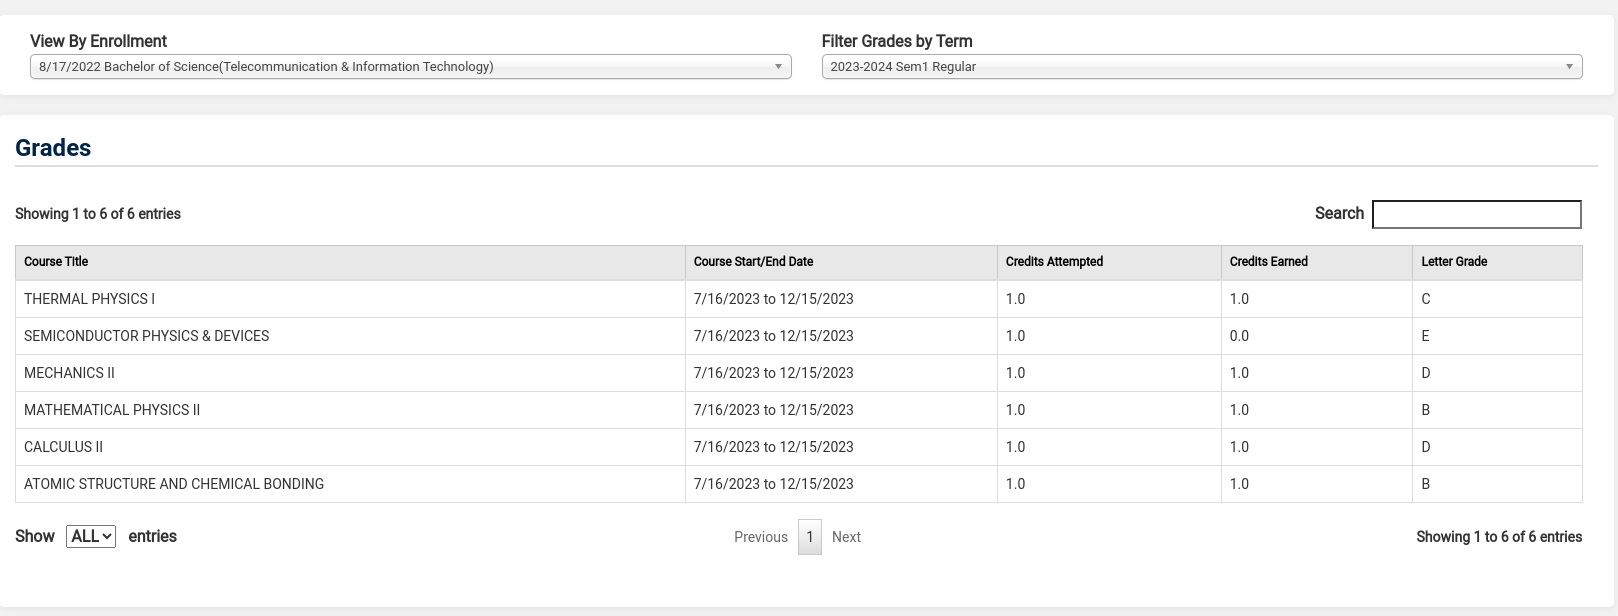 View By Enrollment
Filter Grades by Term
8/17/2022 Bachelor of Science(Telecommunication & Information Technology)
2023-2024 Sem1 Regular
Grades
Showing 1 to 6 of 6 entries
Search
Course Title Course Start/End Date Credits Attempted Credits Earned Letter Grade
THERMAL PHYSICS I 7/16/2023 to 12/15/2023 1.0 1.0 C
SEMICONDUCTOR PHYSICS & DEVICES 7/16/2023 to 12/15/2023 1.0 0.0 E
MECHANICS II 7/16/2023 to 12/15/2023 1.0 1.0 D
MATHEMATICAL PHYSICS II 7/16/2023 to 12/15/2023 1.0 1.0 B
CALCULUS II 7/16/2023 to 12/15/2023 1.0 1.0 D
ATOMIC STRUCTURE AND CHEMICAL BONDING 7/16/2023 to 12/15/2023 1.0 1.0 B
Show ALL entries
Previous 1 Next
Showing 1 to 6 of 6 entries